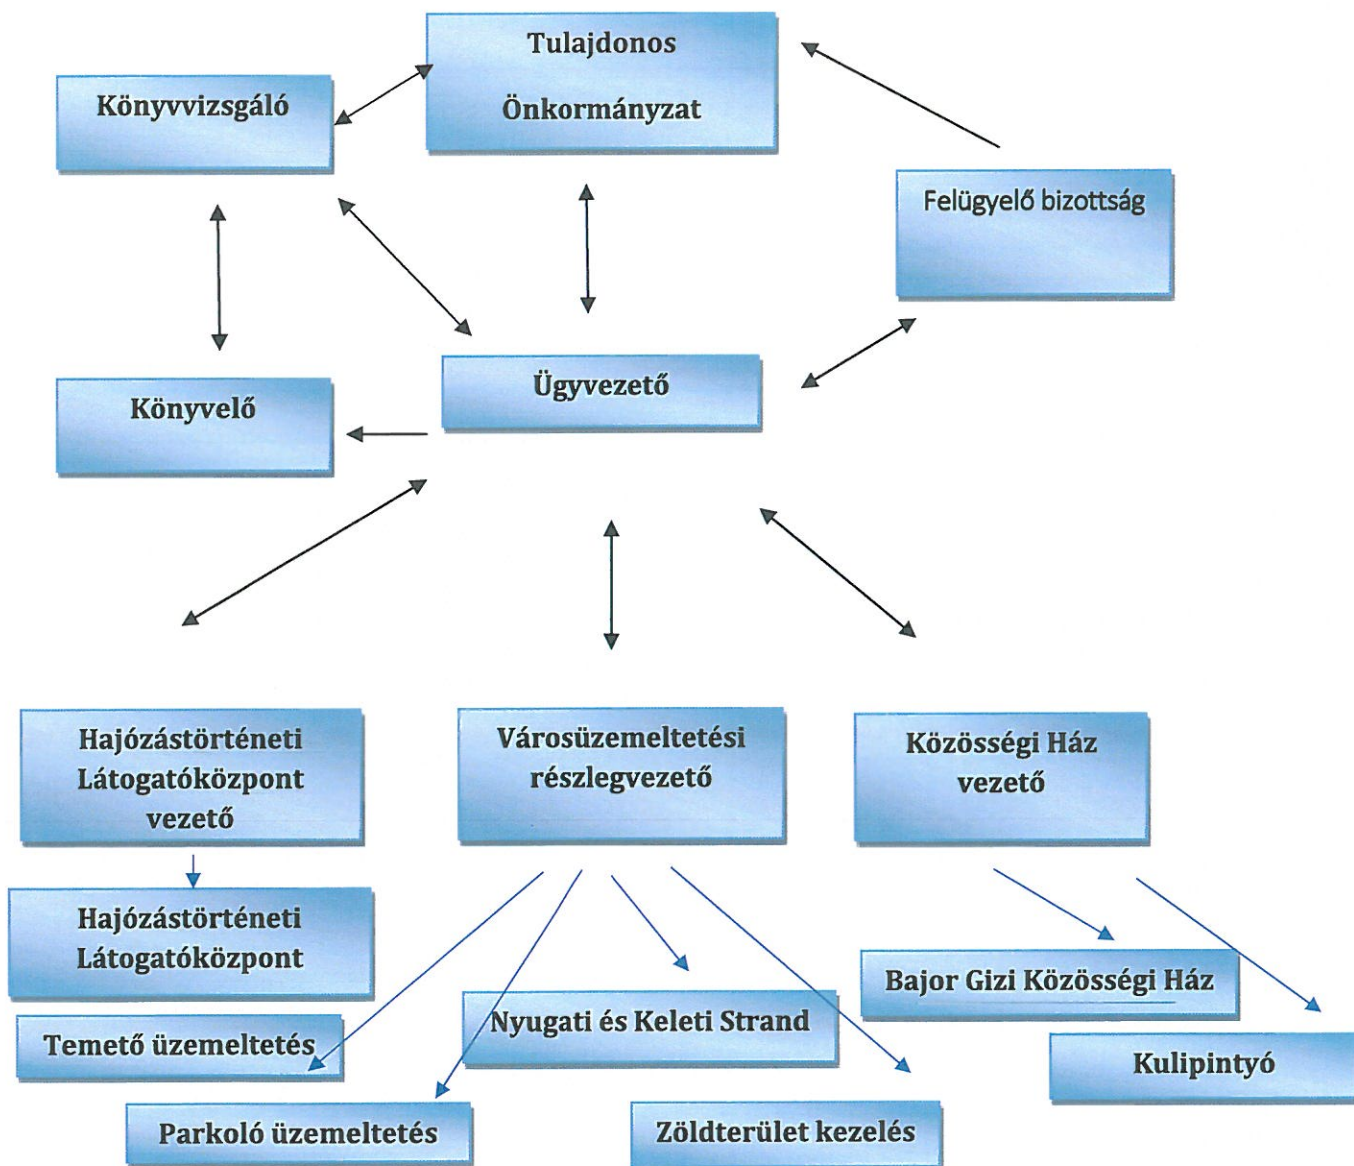 Tulajdonos
Önkormányzat
Könyvvizsgáló
Felügyelő bizottság
Ügyvezető
Könyvelő
Hajózástörténeti
Látogatóközpont
vezető
Városüzemeltetési
részlegvezető
Közösségi Ház
vezető
Hajózástörténeti
Látogatóközpont
Bajor Gizi Közösségi Ház
Temető üzemeltetés
Nyugati és Keleti Strand
Kulipintyó
Parkoló üzemeltetés
Zöldterület kezelés